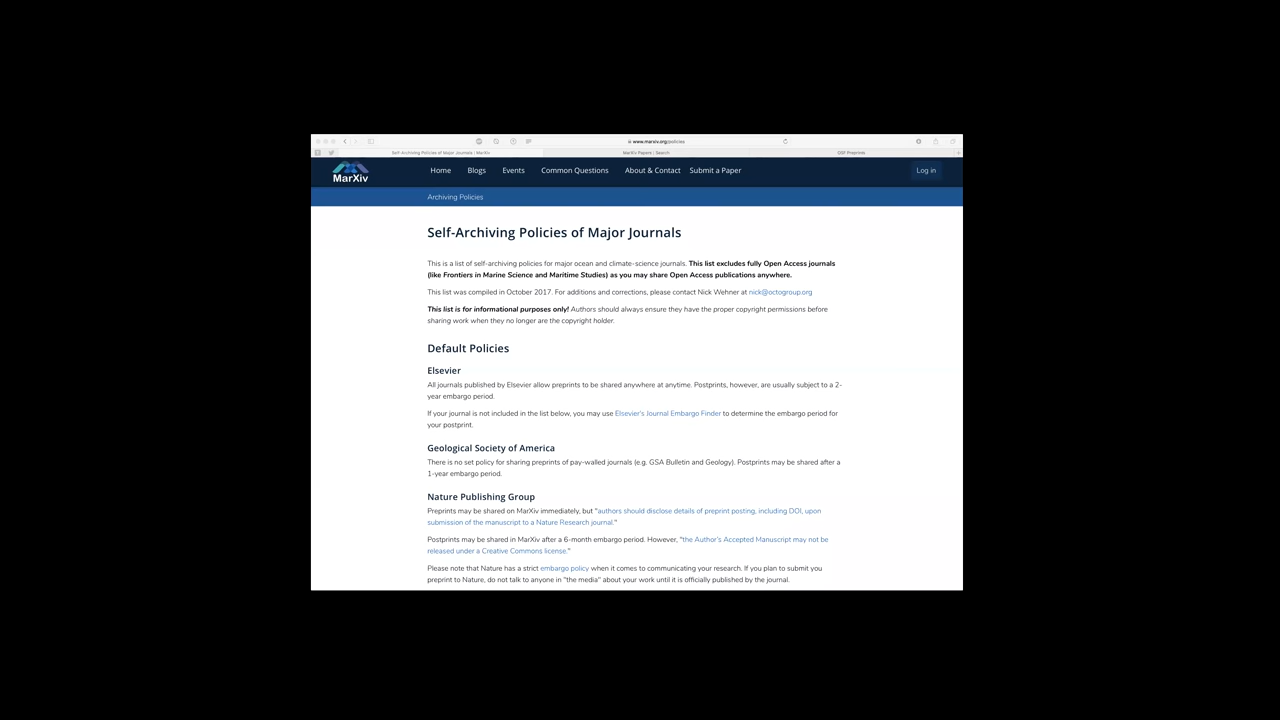 www.marxiv.org/policies
Self-Archiving Policies of Major Journals | MarXiv
MarXiv Papers | Search
OSF Preprints
MarXiv
Home
Blogs
Events
Common Questions
About & Contact
Submit a Paper
Log in
Archiving Policies
Self-Archiving Policies of Major Journals
This is a list of self-archiving policies for major ocean and climate-science journals. This list excludes fully Open Access journals
(like Frontiers in Marine Science and Maritime Studies) as you may share Open Access publications anywhere.
This list was compiled in October 2017. For additions and corrections, please contact Nick Wehner at nick@octogroup.org
This list is for informational purposes only! Authors should always ensure they have the proper copyright permissions before
sharing work when they no longer are the copyright holder.
Default Policies
Elsevier
All journals published by Elsevier allow preprints to be shared anywhere at anytime. Postprints, however, are usually subject to a 2-
year embargo period.
If your journal is not included in the list below, you may use Elsevier's Journal Embargo Finder to determine the embargo period for
your postprint.
Geological Society of America
There is no set policy for sharing preprints of pay-walled journals (e.g. GSA Bulletin and Geology). Postprints may be shared after a
1-year embargo period.
Nature Publishing Group
Preprints may be shared on MarXiv immediately, but "authors should disclose details of preprint posting, including DOI, upon
submission of the manuscript to a Nature Research journal."
Postprints may be shared in MarXiv after a 6-month embargo period. However, "the Author's Accepted Manuscript may not be
released under a Creative Commons license."
Please note that Nature has a strict embargo policy when it comes to communicating your research. If you plan to submit you
preprint to Nature, do not talk to anyone in "the media" about your work until it is officially published by the journal.